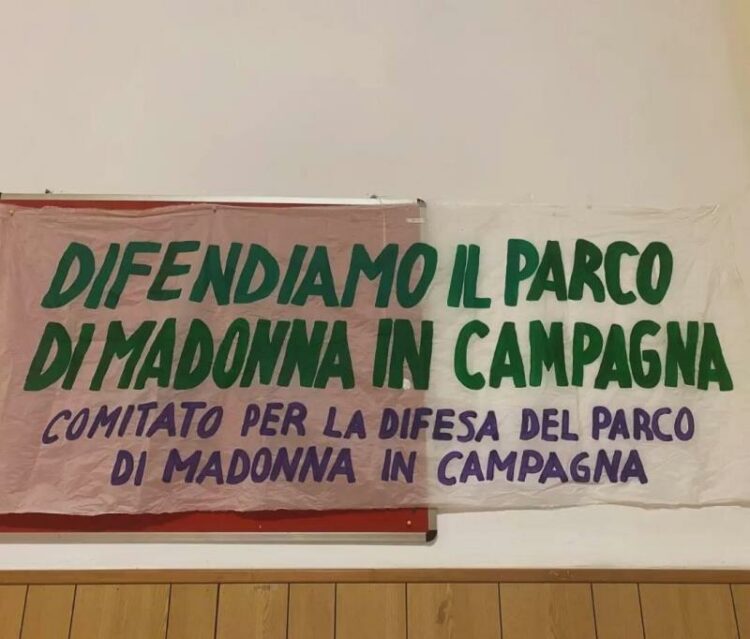 DIFENDIAMO IL PARCO
DI MADONNA IN CAMPAGNA
COMITATO PER LA DIFESA DEL PARCO
DI MADONNA IN CAMPAGNA